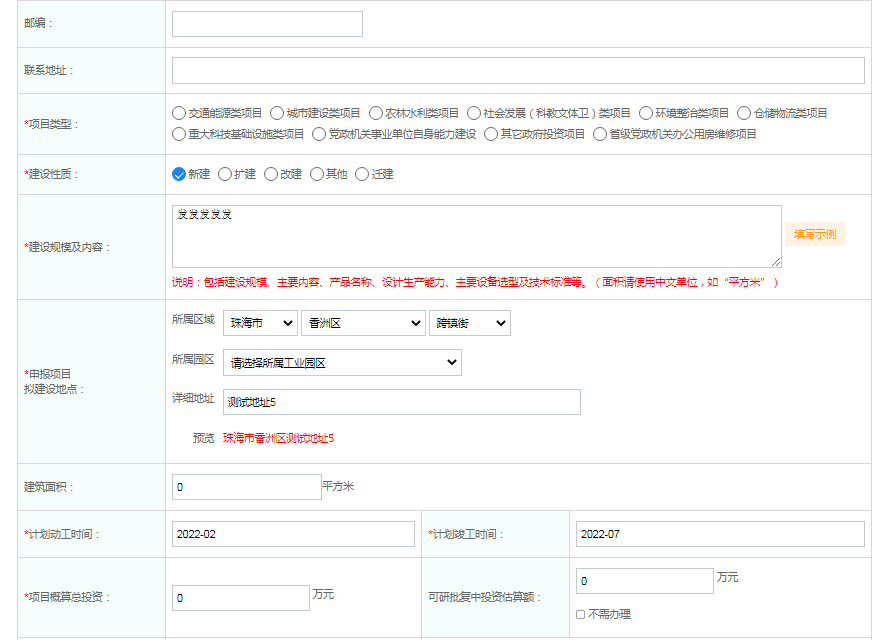 邮编：
联系地址：
*项目类型：
交通能源类项目 城市建设类项目 农林水利类项目 社会发展（科教文体卫）类项目 环境整治类项目 仓储物流类项目
重大科技基础设施类项目 党政机关事业单位自身能力建设 其它政府投资项目 省级党政机关办公用房维修项目
*建设性质：
新建 扩建 改建 其他 迁建
*建设规模及内容：
发发发发发
填写示例
说明：包括建设规模、主要内容、产品名称、设计生产能力、主要设备选型及技术标准等。（面积请使用中文单位，如“平方米”）
*申报项目
拟建设地点：
所属区域 珠海市 香洲区 跨镇街
所属园区 请选择所属工业园区
详细地址 测试地址5
预览 珠海市香洲区测试地址5
建筑面积：
0 平方米
*计划动工时间：
2022-02
*计划竣工时间：
2022-07
*项目概算总投资：
0 万元
可研批复中投资估算额：
0 万元
不需办理